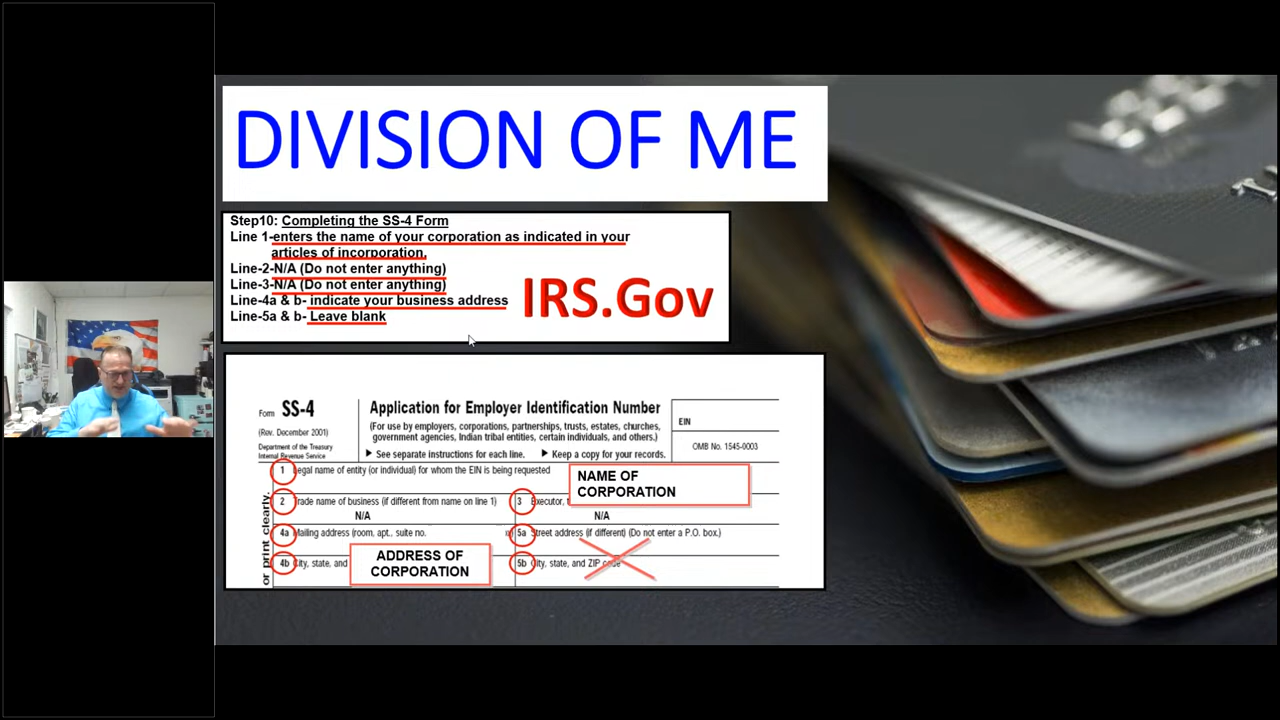 DIVISION OF ME
Step10: Completing the SS-4 Form
Line 1-enters the name of your corporation as indicated in your
articles of incorporation,
Line-2-N/A (Do not enter anything)
Line-3-N/A (Do not enter anything)
Line-4a & b- indicate your business address
Line-5a & b- Leave blank
IRS.Gov
Form SS-4
(Rev. December 2001)
Department of the Treasury
Internal Revenue Service
Application for Employer Identification Number
(For use by employers, corporations, partnerships, trusts, estates, churches,
government agencies, Indian tribal entities, certain individuals, and others.)
See separate instructions for each line. Keep a copy for your records.
EIN
OMB No. 1545-0003
or print clearly.
1 Legal name of entity (or individual) for whom the EIN is being requested
NAME OF
CORPORATION
2 Trade name of business (if different from name on line 1)
N/A
3 Executor,
N/A
4a Mailing address (room, apt., suite no.
5a Street address (if different) (Do not enter a P.O. box.)
4b City, state, and
ADDRESS OF
CORPORATION
5b City, state, and ZIP code